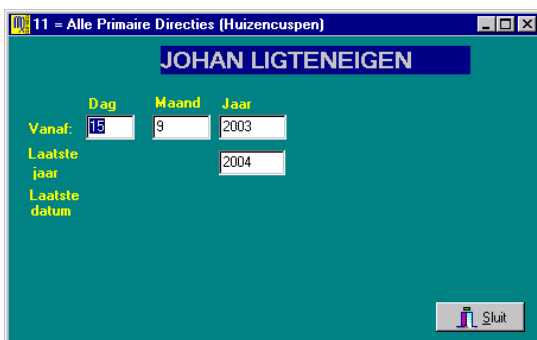 11 = Alle Primaire Directies (Huizencuspen)
JOHAN LIGTENEIGEN
Dag Maand Jaar
Vanaf: 15 9 2003
Laatste
jaar 2004
Laatste
datum
Sluit